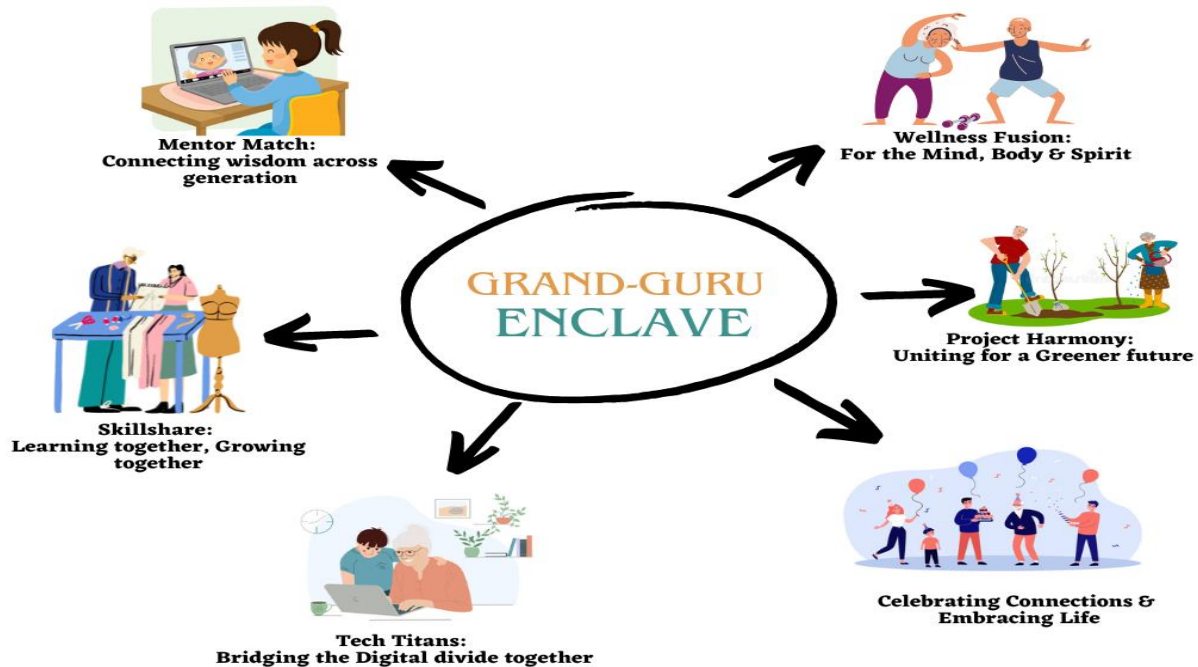 Mentor Match:
Connecting wisdom across
generation
Wellness Fusion:
For the Mind, Body & Spirit
GRAND-GURU
ENCLAVE
Project Harmony:
Uniting for a Greener future
Skillshare:
Learning together, Growing
together
Celebrating Connections &
Embracing Life
Tech Titans:
Bridging the Digital divide together